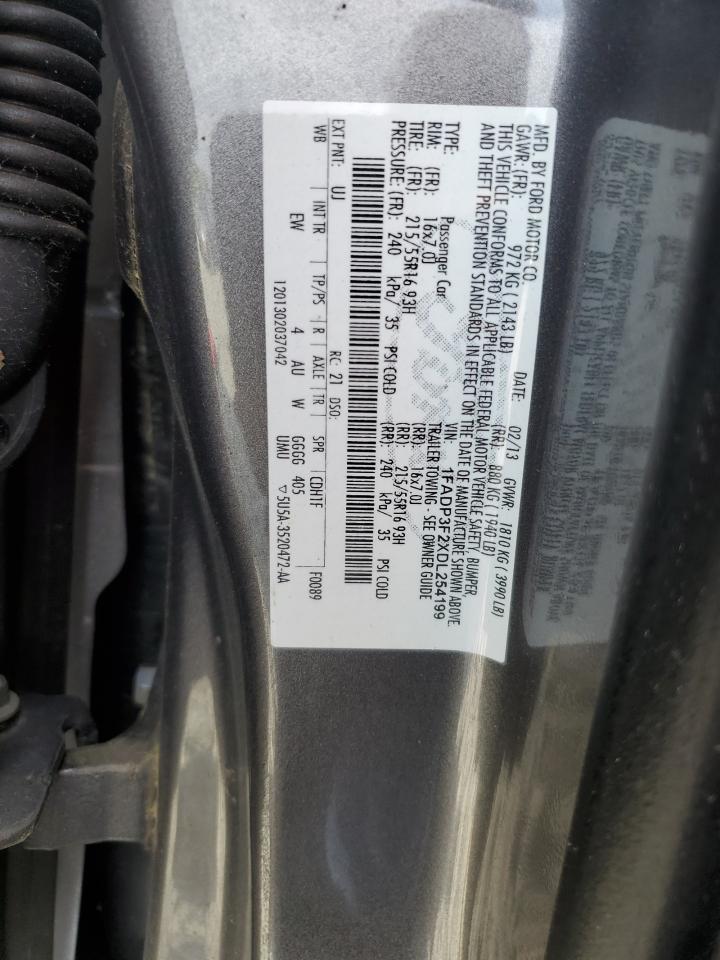 MFD. BY FORD MOTOR CO.
DATE: 02/13 GVWR: 1810 KG (3990 LB)
GAWR: (FR): 972 KG (2143 LB) (RR): 880 KG (1940 LB)
THIS VEHICLE CONFORMS TO ALL APPLICABLE FEDERAL MOTOR VEHICLE SAFETY, BUMPER,
AND THEFT PREVENTION STANDARDS IN EFFECT ON THE DATE OF MANUFACTURE SHOWN ABOVE.
VIN: 1FADP3F2XDL254199
TYPE: Passenger Car TRAILER TOWING - SEE OWNER GUIDE
RIM: (FR): 16x7.0J (RR): 16x7.0J
TIRE: (FR): 215/55R16 93H (RR): 215/55R16 93H
PRESSURE: (FR): 240 kPa/ 35 PSI COLD (RR): 240 kPa/ 35 PSI COLD
EXT PNT: UJ RC: 21 DSO: F0089
WB INT TR TP/PS R AXLE TR SPR CDHTF
EW 4 AU W GGGG 405
1201302037042 UMU ▽5U5A-3520472-AA